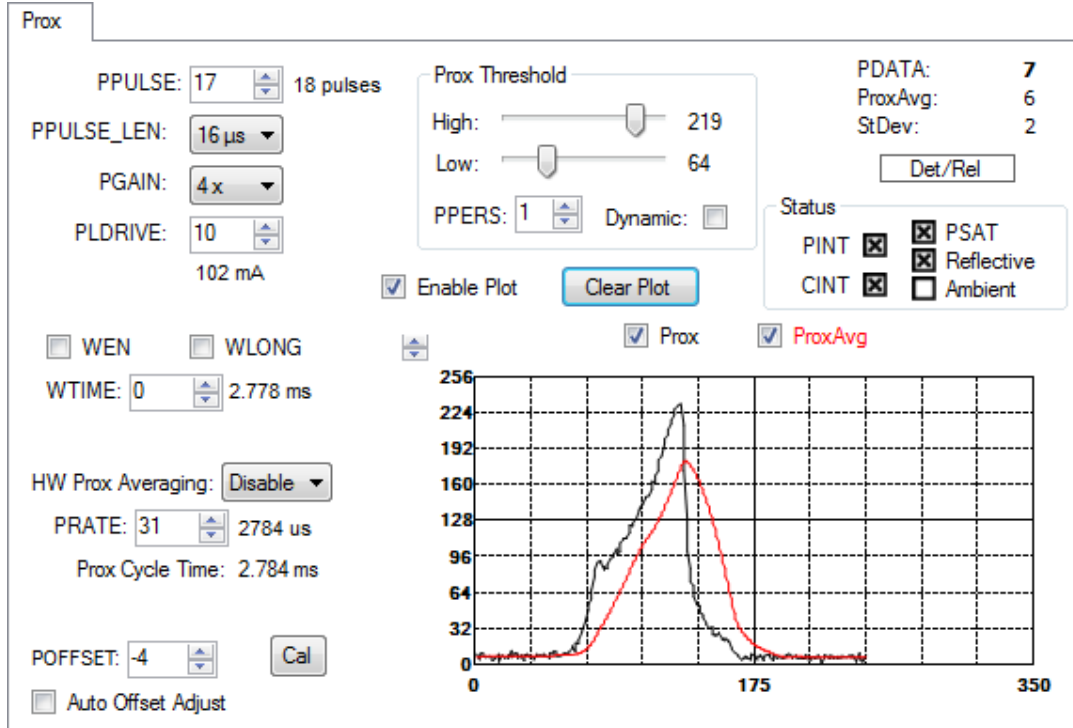 Prox
PPULSE: 17 18 pulses
PPULSE_LEN: 16 µs
PGAIN: 4 x
PLDRIVE: 10
102 mA
Prox Threshold
High: 219
Low: 64
PPERS: 1 Dynamic:
PDATA: 7
ProxAvg: 6
StDev: 2
Det/Rel
Status
PINT PSAT
Reflective
CINT Ambient
Enable Plot Clear Plot
WEN WLONG
WTIME: 0 2.778 ms
HW Prox Averaging: Disable
PRATE: 31 2784 us
Prox Cycle Time: 2.784 ms
POFFSET: -4 Cal
Auto Offset Adjust
Prox ProxAvg
256
224
192
160
128
96
64
32
0
0 175 350